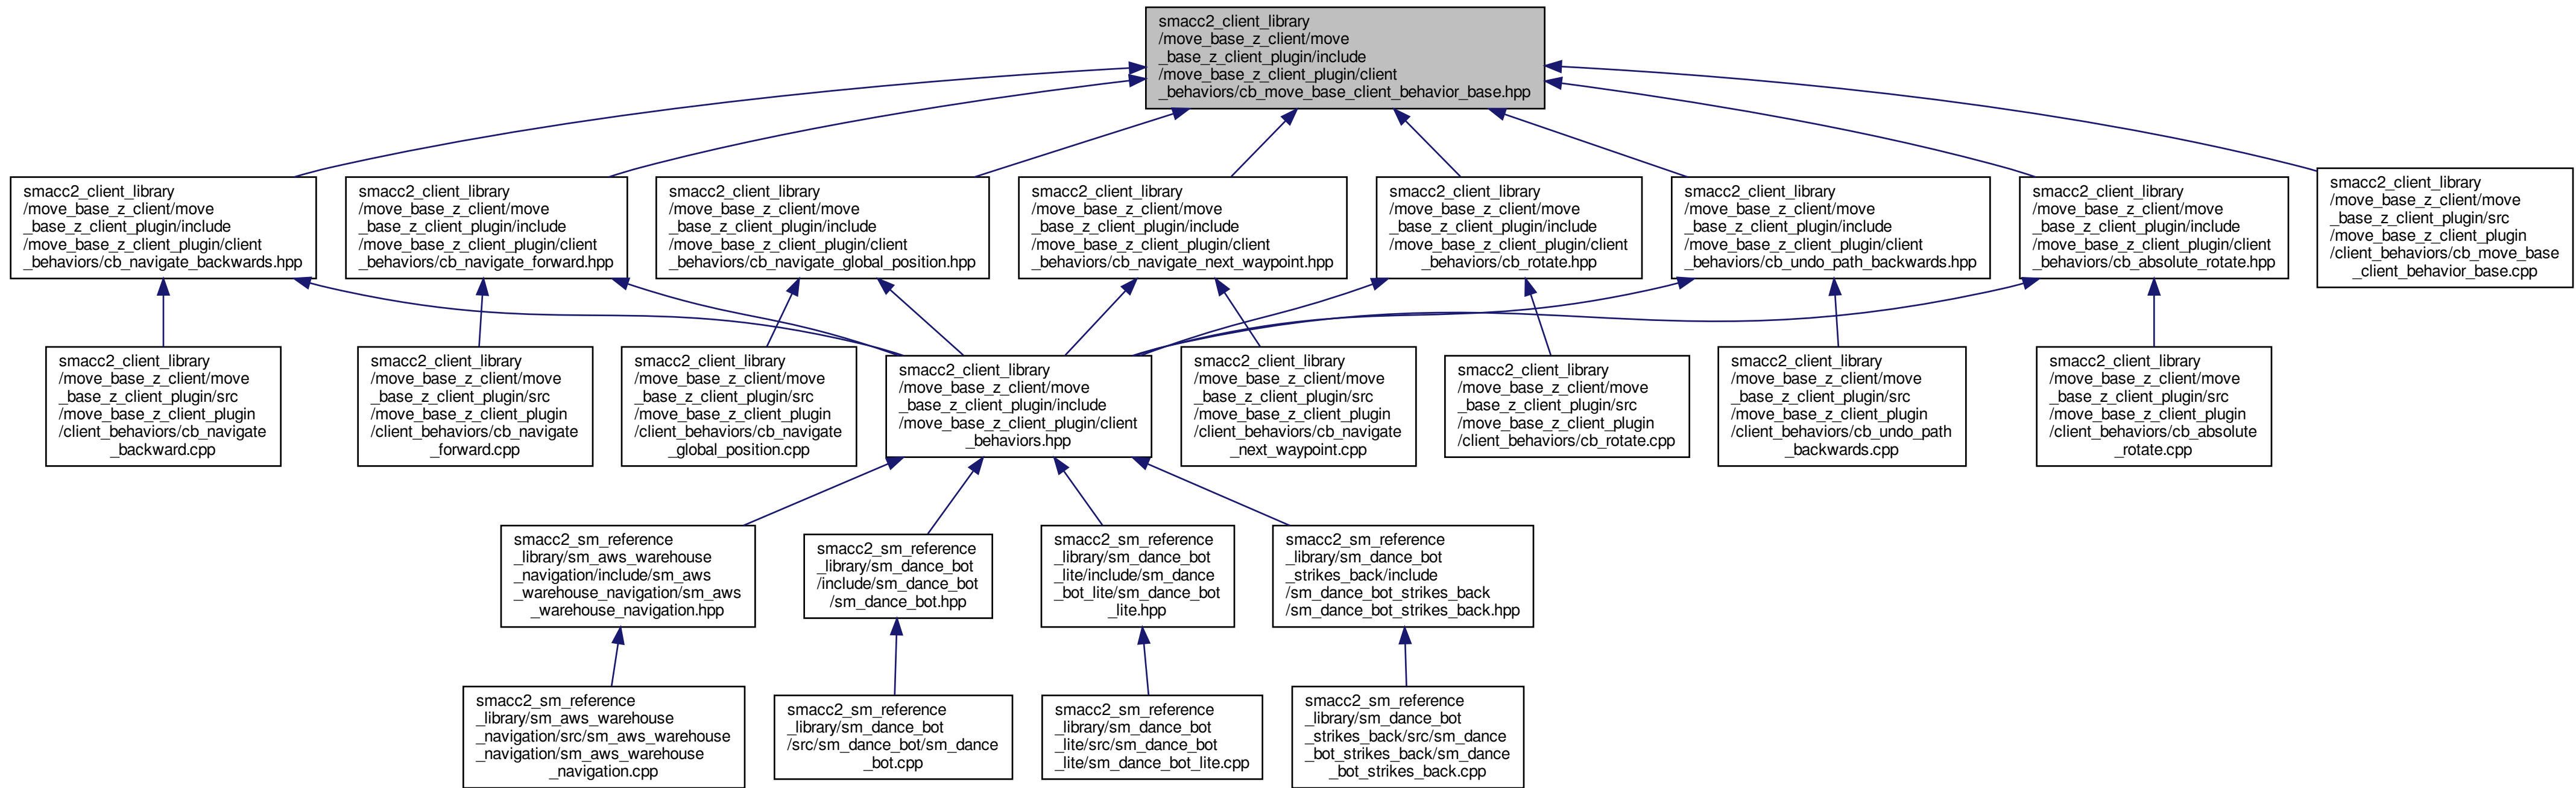 smacc2_client_library
/move_base_z_client/move
_base_z_client_plugin/include
/move_base_z_client_plugin/client
_behaviors/cb_move_base_client_behavior_base.hpp
smacc2_client_library
/move_base_z_client/move
_base_z_client_plugin/include
/move_base_z_client_plugin/client
_behaviors/cb_navigate_backwards.hpp
smacc2_client_library
/move_base_z_client/move
_base_z_client_plugin/include
/move_base_z_client_plugin/client
_behaviors/cb_navigate_forward.hpp
smacc2_client_library
/move_base_z_client/move
_base_z_client_plugin/include
/move_base_z_client_plugin/client
_behaviors/cb_navigate_global_position.hpp
smacc2_client_library
/move_base_z_client/move
_base_z_client_plugin/include
/move_base_z_client_plugin/client
_behaviors/cb_navigate_next_waypoint.hpp
smacc2_client_library
/move_base_z_client/move
_base_z_client_plugin/include
/move_base_z_client_plugin/client
_behaviors/cb_rotate.hpp
smacc2_client_library
/move_base_z_client/move
_base_z_client_plugin/include
/move_base_z_client_plugin/client
_behaviors/cb_undo_path_backwards.hpp
smacc2_client_library
/move_base_z_client/move
_base_z_client_plugin/include
/move_base_z_client_plugin/client
_behaviors/cb_absolute_rotate.hpp
smacc2_client_library
/move_base_z_client/move
_base_z_client_plugin/src
/move_base_z_client_plugin
/client_behaviors/cb_move_base
_client_behavior_base.cpp
smacc2_client_library
/move_base_z_client/move
_base_z_client_plugin/src
/move_base_z_client_plugin
/client_behaviors/cb_navigate
_backward.cpp
smacc2_client_library
/move_base_z_client/move
_base_z_client_plugin/src
/move_base_z_client_plugin
/client_behaviors/cb_navigate
_forward.cpp
smacc2_client_library
/move_base_z_client/move
_base_z_client_plugin/src
/move_base_z_client_plugin
/client_behaviors/cb_navigate
_global_position.cpp
smacc2_client_library
/move_base_z_client/move
_base_z_client_plugin/include
/move_base_z_client_plugin/client
_behaviors.hpp
smacc2_client_library
/move_base_z_client/move
_base_z_client_plugin/src
/move_base_z_client_plugin
/client_behaviors/cb_navigate
_next_waypoint.cpp
smacc2_client_library
/move_base_z_client/move
_base_z_client_plugin/src
/move_base_z_client_plugin
/client_behaviors/cb_rotate.cpp
smacc2_client_library
/move_base_z_client/move
_base_z_client_plugin/src
/move_base_z_client_plugin
/client_behaviors/cb_undo_path
_backwards.cpp
smacc2_client_library
/move_base_z_client/move
_base_z_client_plugin/src
/move_base_z_client_plugin
/client_behaviors/cb_absolute
_rotate.cpp
smacc2_sm_reference
_library/sm_aws_warehouse
_navigation/include/sm_aws
_warehouse_navigation/sm_aws
_warehouse_navigation.hpp
smacc2_sm_reference
_library/sm_dance_bot
/include/sm_dance_bot
/sm_dance_bot.hpp
smacc2_sm_reference
_library/sm_dance_bot
_lite/include/sm_dance
_bot_lite/sm_dance_bot
_lite.hpp
smacc2_sm_reference
_library/sm_dance_bot
_strikes_back/include
/sm_dance_bot_strikes_back
/sm_dance_bot_strikes_back.hpp
smacc2_sm_reference
_library/sm_aws_warehouse
_navigation/src/sm_aws_warehouse
_navigation/sm_aws_warehouse
_navigation.cpp
smacc2_sm_reference
_library/sm_dance_bot
/src/sm_dance_bot/sm_dance
_bot.cpp
smacc2_sm_reference
_library/sm_dance_bot
_lite/src/sm_dance_bot
_lite/sm_dance_bot_lite.cpp
smacc2_sm_reference
_library/sm_dance_bot
_strikes_back/src/sm_dance
_bot_strikes_back/sm_dance
_bot_strikes_back.cpp